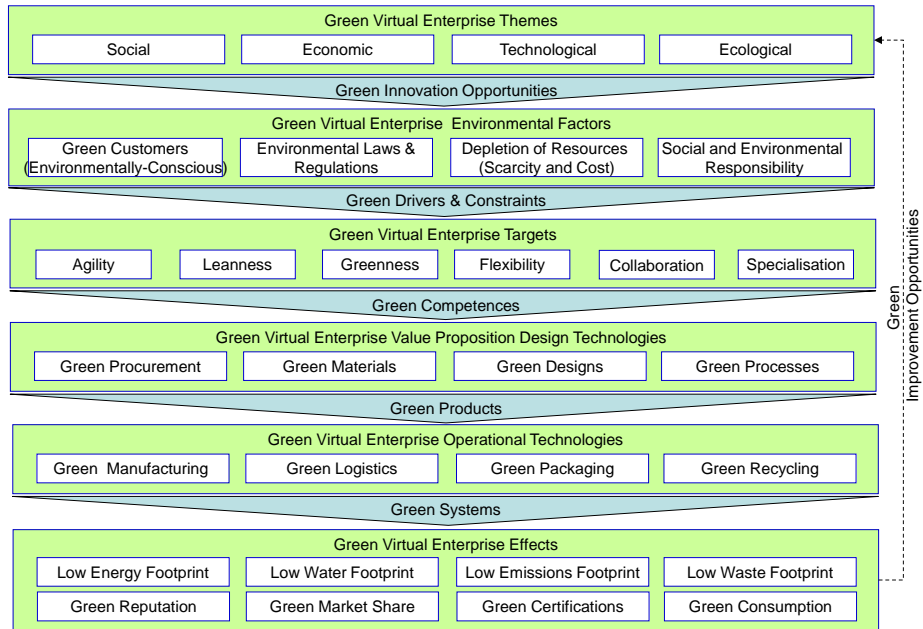 Green Virtual Enterprise Themes
Social
Economic
Technological
Ecological
Green Innovation Opportunities
Green Virtual Enterprise Environmental Factors
Green Customers
(Environmentally-Conscious)
Environmental Laws &
Regulations
Depletion of Resources
(Scarcity and Cost)
Social and Environmental
Responsibility
Green Drivers & Constraints
Green Virtual Enterprise Targets
Agility
Leanness
Greenness
Flexibility
Collaboration
Specialisation
Green Competences
Green Virtual Enterprise Value Proposition Design Technologies
Green Procurement
Green Materials
Green Designs
Green Processes
Green Products
Green Virtual Enterprise Operational Technologies
Green Manufacturing
Green Logistics
Green Packaging
Green Recycling
Green Systems
Green Virtual Enterprise Effects
Low Energy Footprint
Low Water Footprint
Low Emissions Footprint
Low Waste Footprint
Green Reputation
Green Market Share
Green Certifications
Green Consumption
Green
Improvement Opportunities